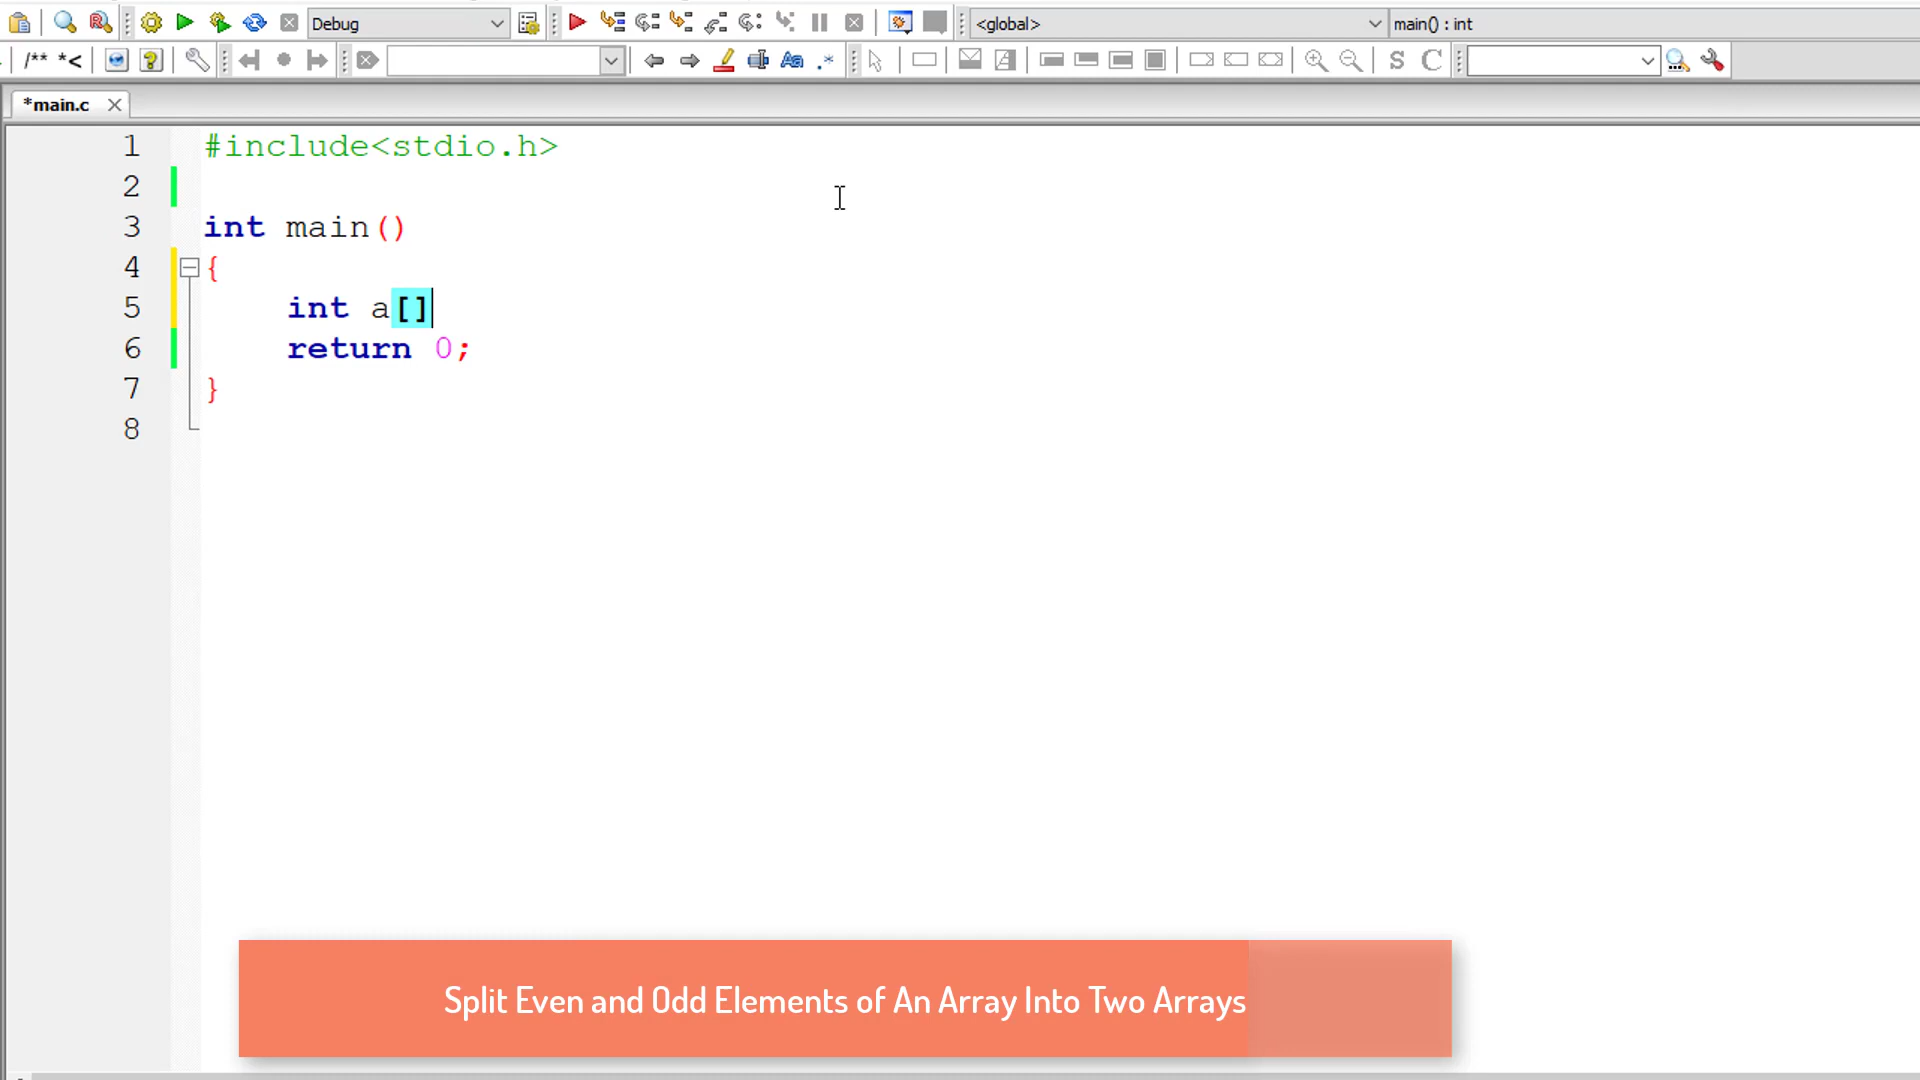 Debug
<global>
main() : int
/** *<
S C
*main.c
1 #include<stdio.h>
2
3 int main()
4 {
5 int a[]
6 return 0;
7 }
8
Split Even and Odd Elements of An Array Into Two Arrays